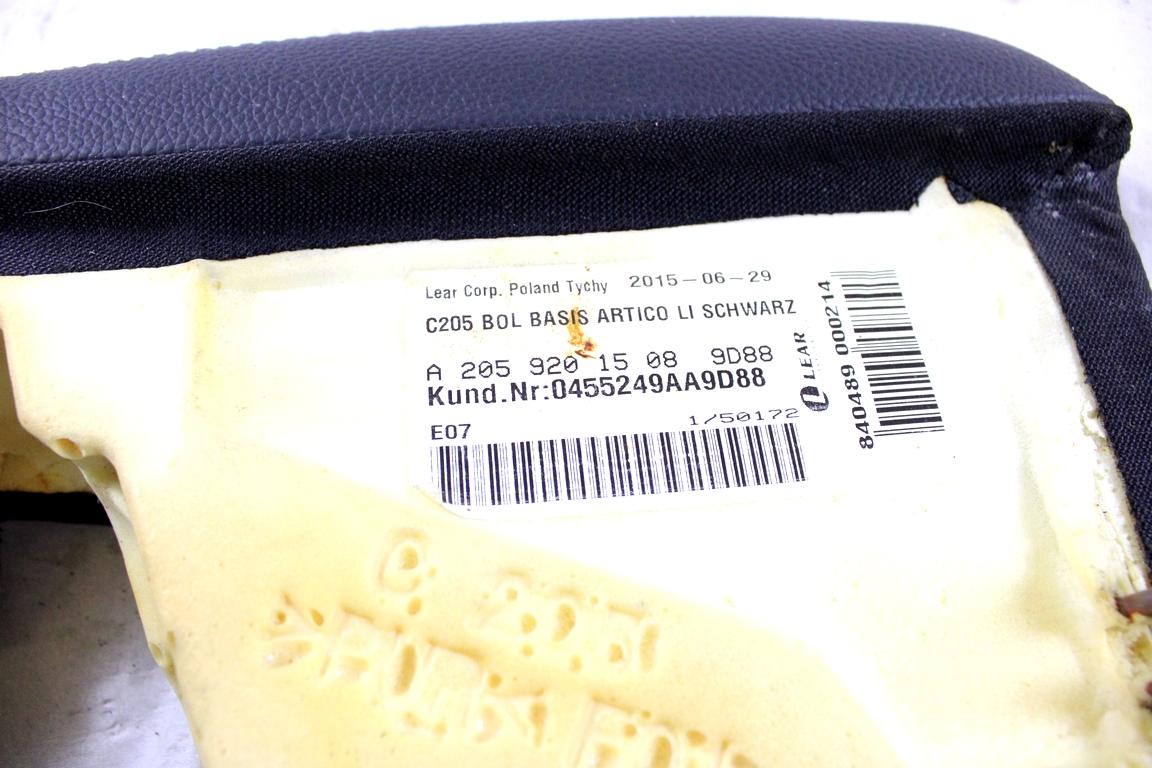 Lear Corp. Poland Tychy 2015-06-29
C205 BOL BASIS ARTICO LI SCHWARZ
A 205 920 15 08 9D88
Kund.Nr:0455249AA9D88
E07 1/50172
LEAR
840489 000214